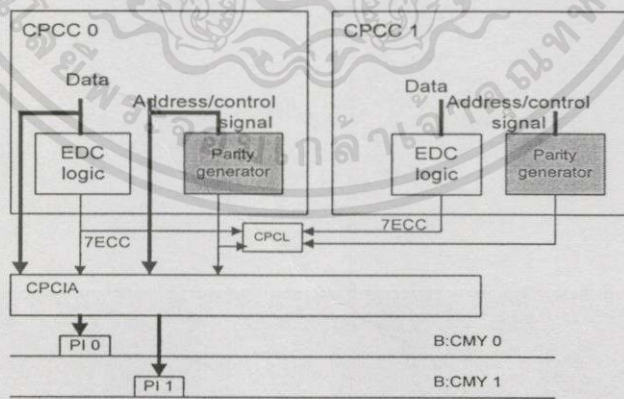 CPCC 0
Data
Address/control
signal
EDC
logic
Parity
generator
7ECC
CPCC 1
Data
Address/control
signal
EDC
logic
Parity
generator
7ECC
CPCL
CPCIA
PI 0
B:CMY 0
PI 1
B:CMY 1